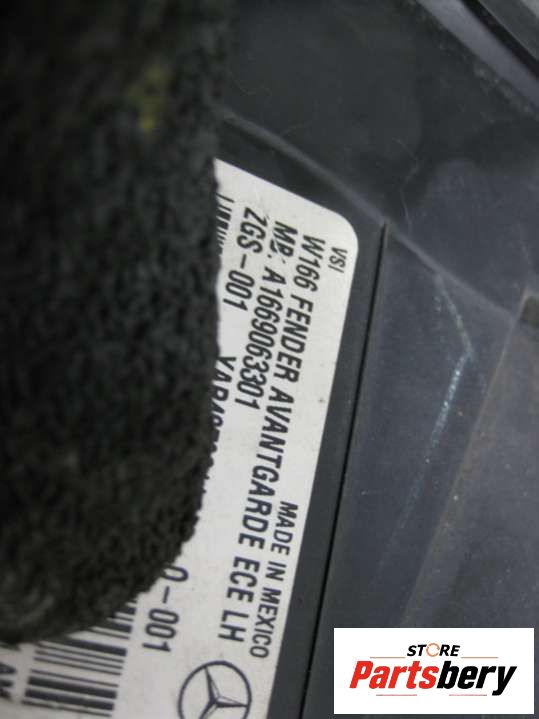 VSI
W166 FENDER AVANTGARDE ECE LH
MB: A1669063301
MADE IN MEXICO
ZGS-001
0-001
STORE
Partsbery